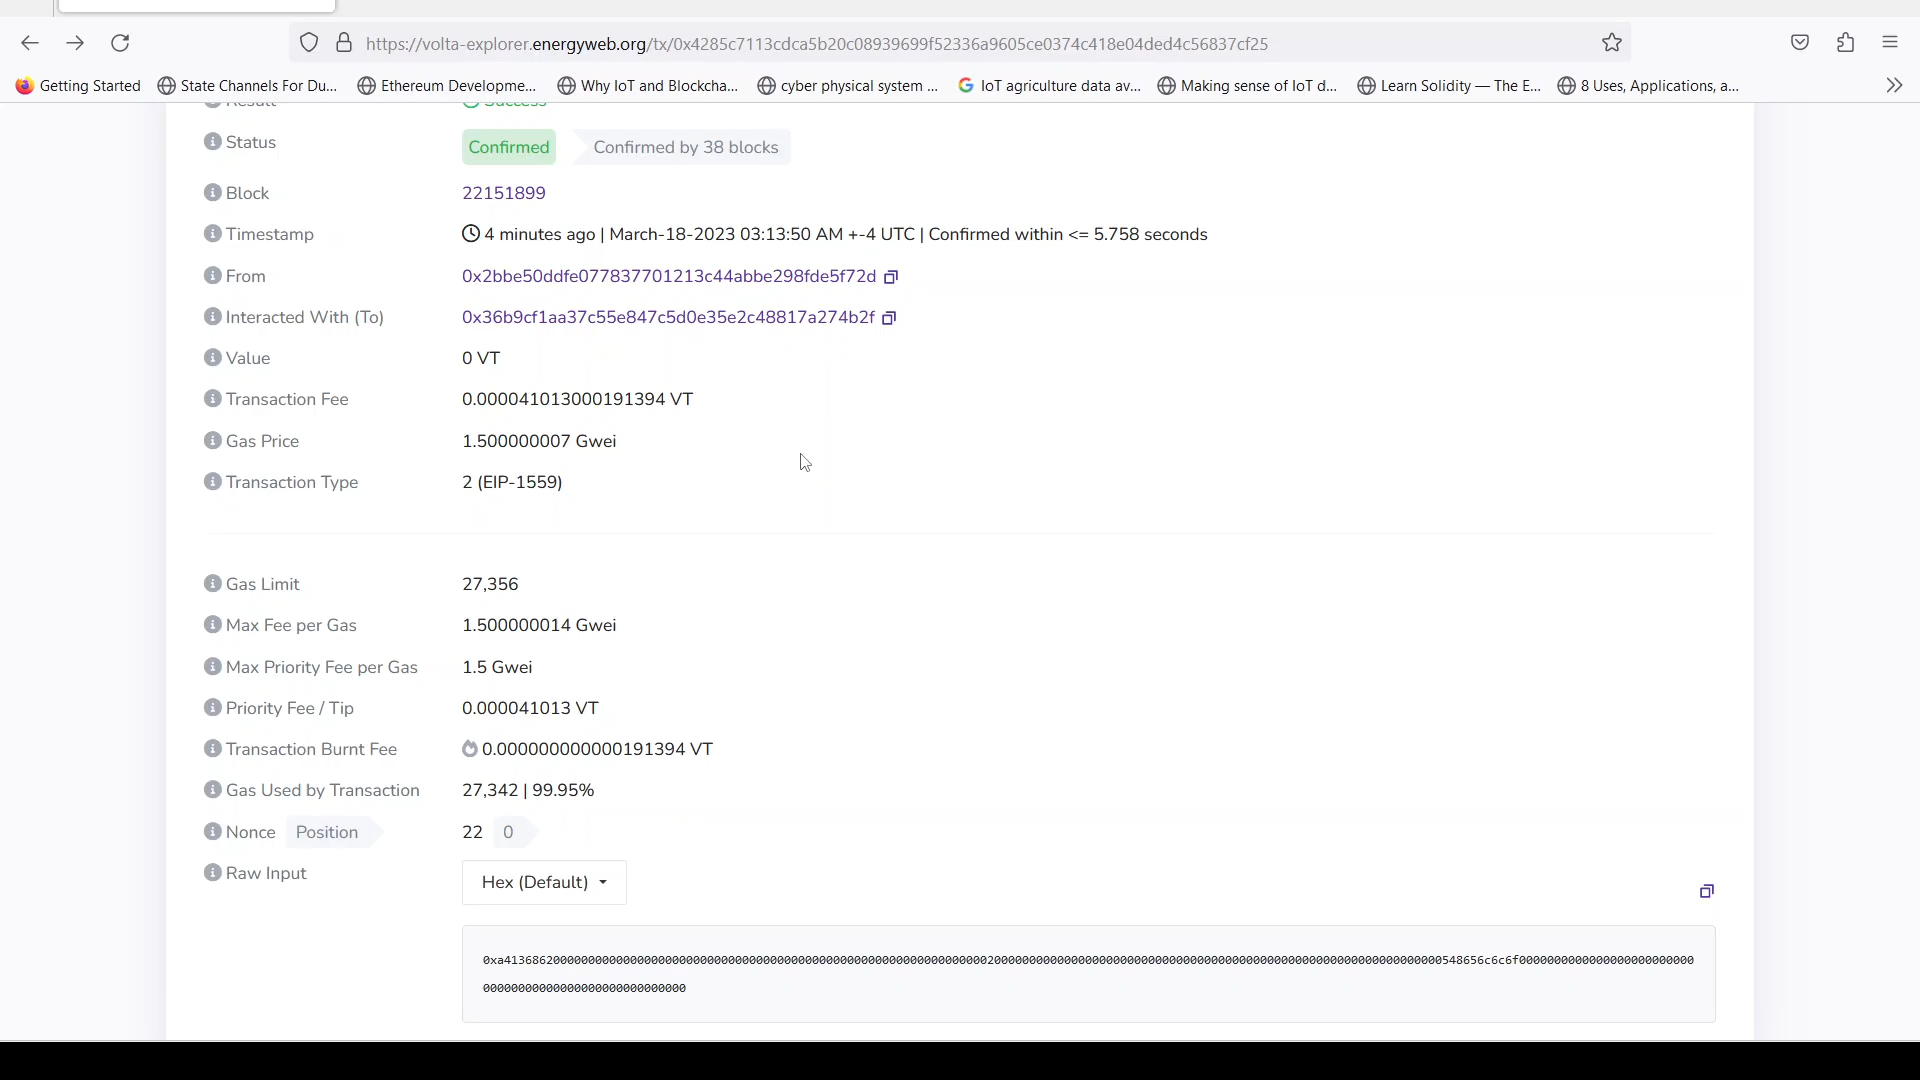 https://volta-explorer.energyweb.org/tx/0x4285c7113cdca5b20c08939699f52336a9605ce0374c418e04ded4c56837cf25
Getting Started State Channels For Du... Ethereum Developme... Why IoT and Blockcha... cyber physical system ... IoT agriculture data av... Making sense of IoT d... Learn Solidity — The E... 8 Uses, Applications, a...
Result Success
Status Confirmed Confirmed by 38 blocks
Block 22151899
Timestamp 4 minutes ago | March-18-2023 03:13:50 AM +-4 UTC | Confirmed within <= 5.758 seconds
From 0x2bbe50ddfe077837701213c44abbe298fde5f72d
Interacted With (To) 0x36b9cf1aa37c55e847c5d0e35e2c48817a274b2f
Value 0 VT
Transaction Fee 0.000041013000191394 VT
Gas Price 1.500000007 Gwei
Transaction Type 2 (EIP-1559)
Gas Limit 27,356
Max Fee per Gas 1.500000014 Gwei
Max Priority Fee per Gas 1.5 Gwei
Priority Fee / Tip 0.000041013 VT
Transaction Burnt Fee 0.000000000000191394 VT
Gas Used by Transaction 27,342 | 99.95%
Nonce Position 22 0
Raw Input Hex (Default)